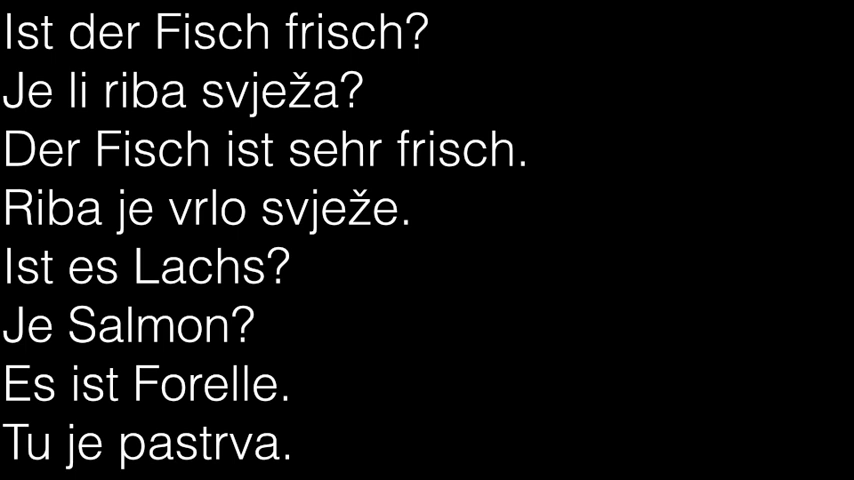 Ist der Fisch frisch?
Je li riba svježa?
Der Fisch ist sehr frisch.
Riba je vrlo svježe.
Ist es Lachs?
Je Salmon?
Es ist Forelle.
Tu je pastrva.